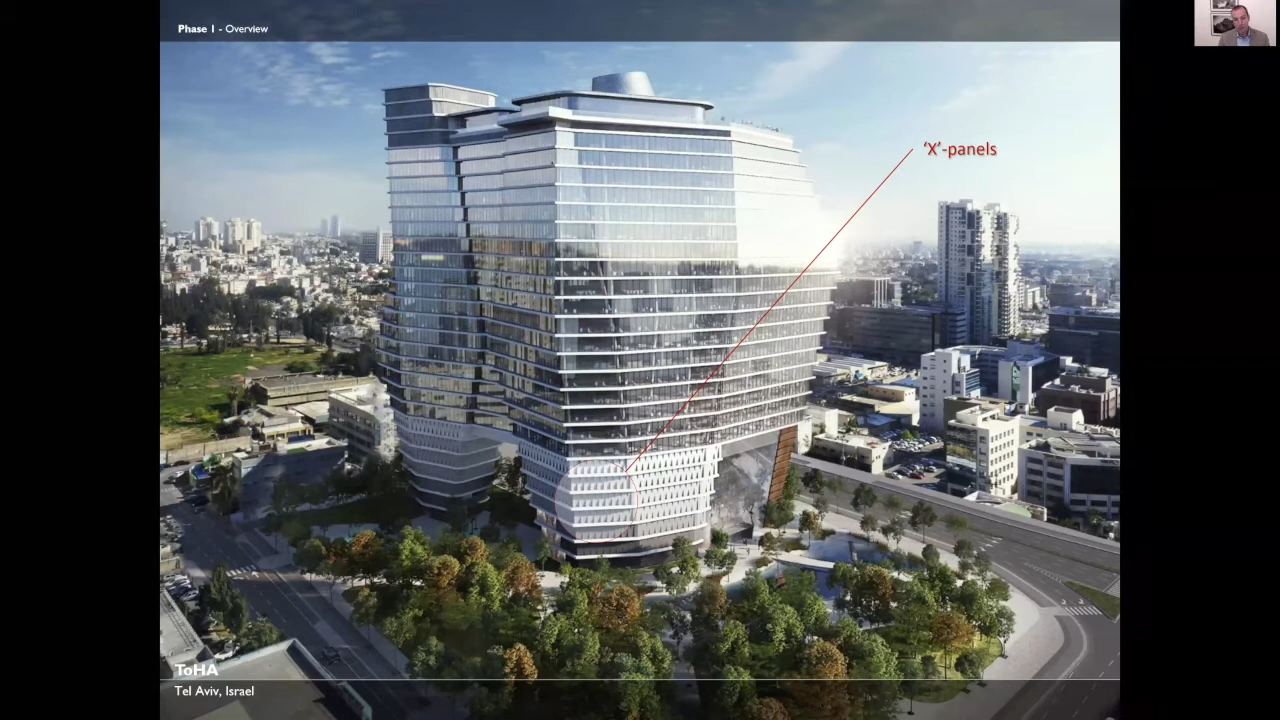 Phase 1 - Overview
‘X’-panels
ToHA
Tel Aviv, Israel